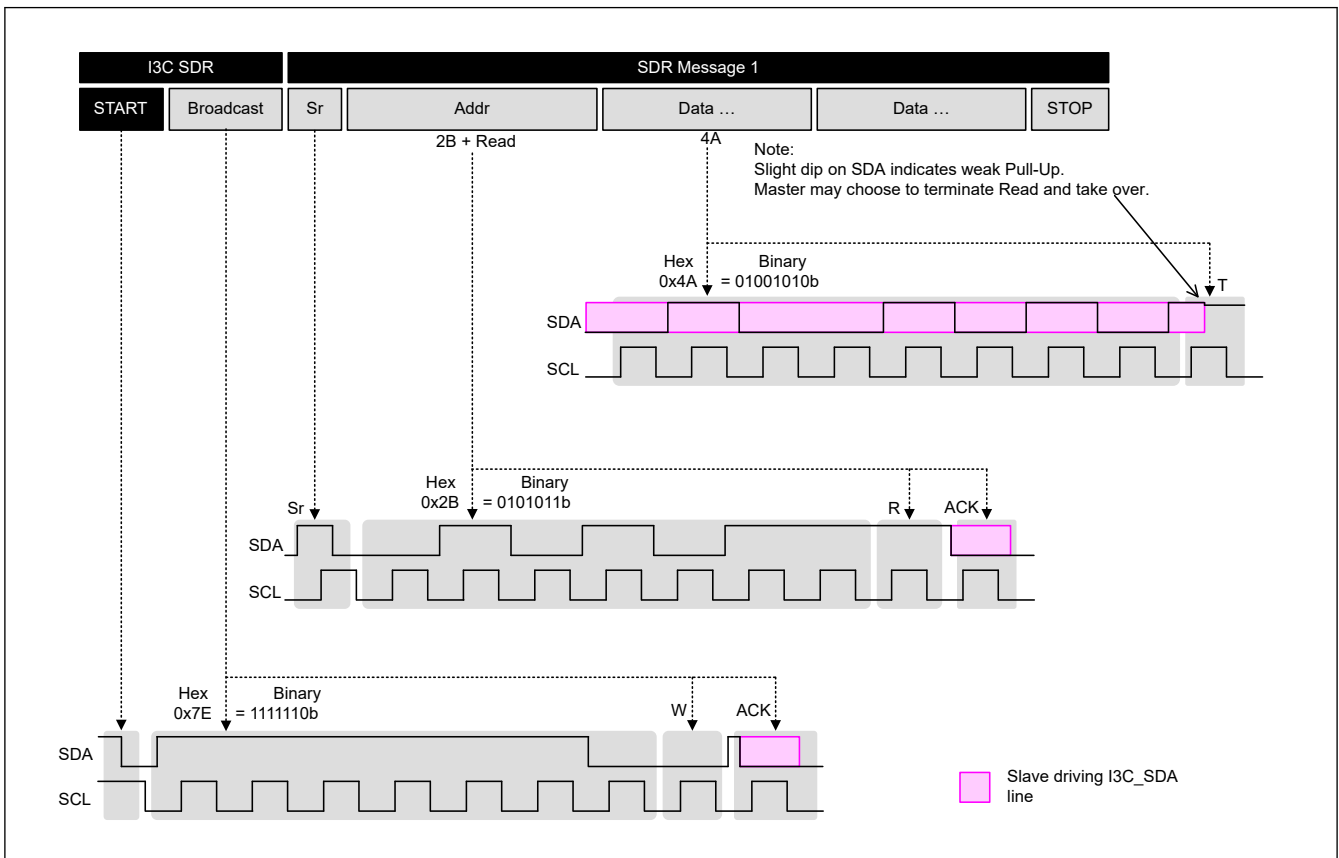 I3C SDR
SDR Message 1
START
Broadcast
Sr
Addr
Data …
Data …
STOP
2B + Read
4A
Note:
Slight dip on SDA indicates weak Pull-Up.
Master may choose to terminate Read and take over.
Hex Binary
0x4A = 01001010b
T
SDA
SCL
Hex Binary
0x2B = 0101011b
Sr
R
ACK
SDA
SCL
Hex Binary
0x7E = 1111110b
W
ACK
SDA
SCL
Slave driving I3C_SDA
line